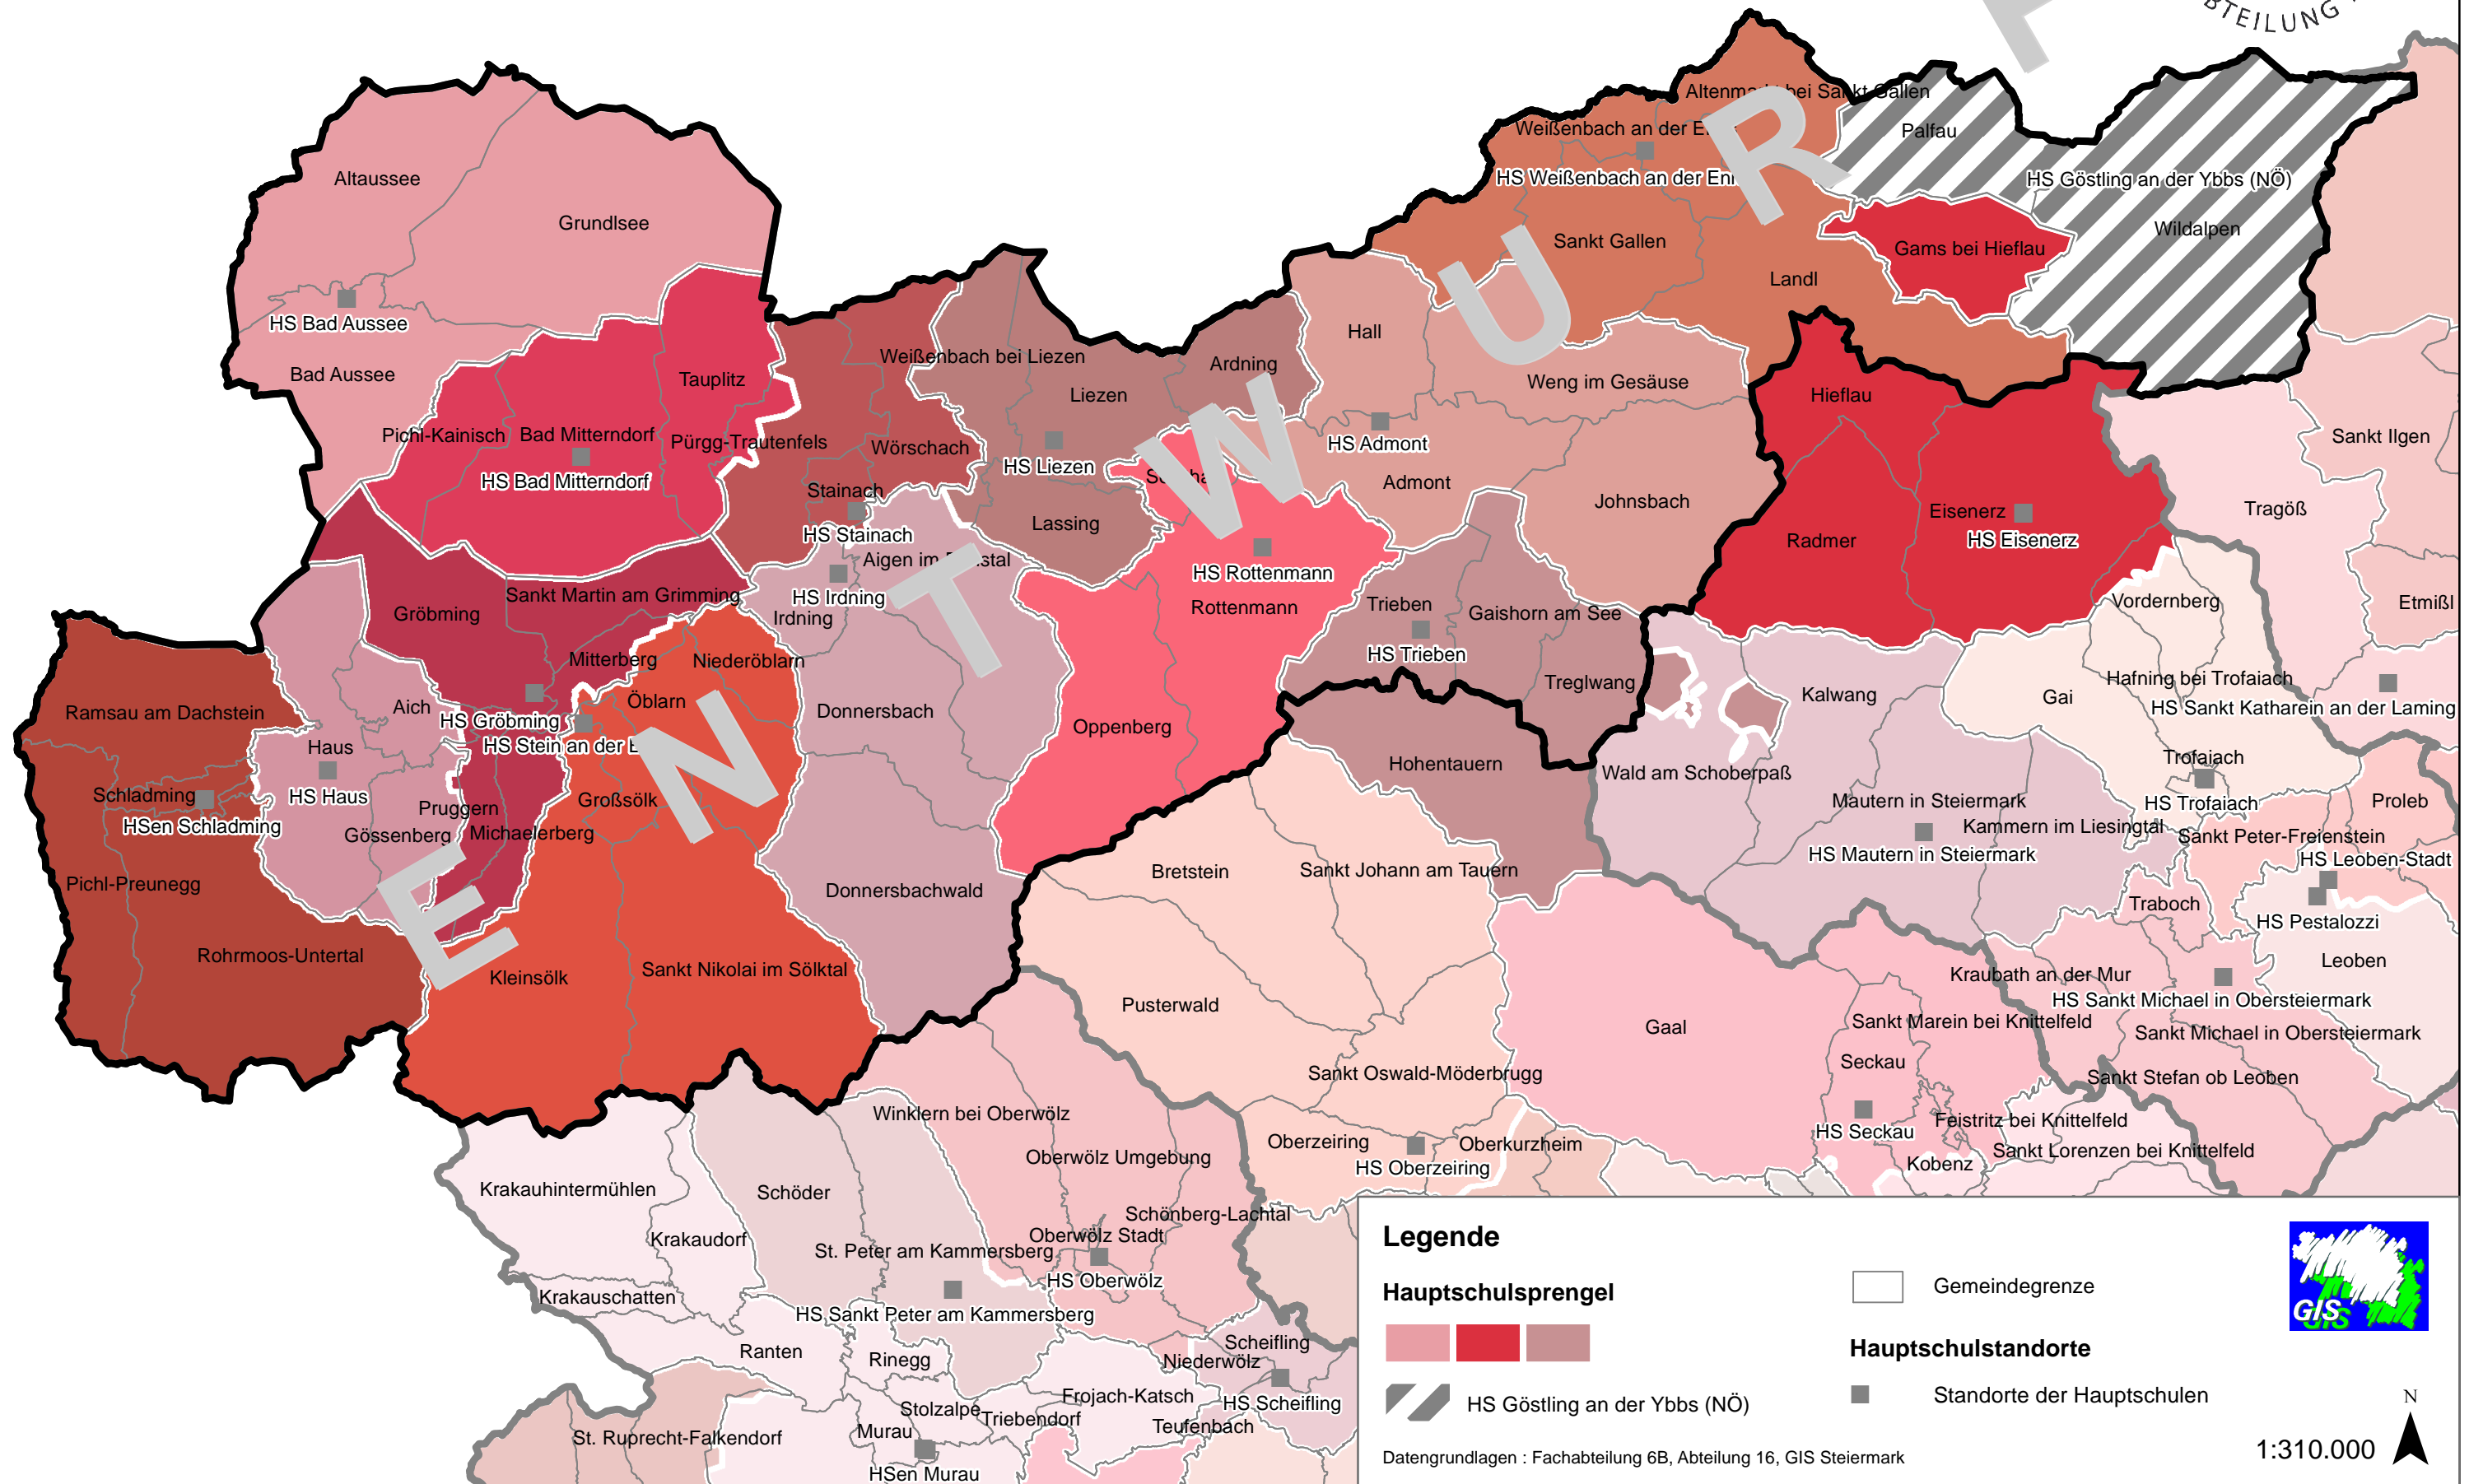 BTEILUNG
Altenmarkt bei Sankt Gallen
Weißenbach an der
Palfau
HS Weißenbach an der
HS Göstling an der Ybbs (NÖ)
Altaussee
Grundlsee
Wildalpen
Sankt Gallen
Gams bei Hieflau
Landl
HS Bad Aussee
Hall
Bad Aussee
Weißenbach bei Liezen
Ardning
Tauplitz
Weng im Gesäuse
Liezen
Hieflau
Pichl-Kainisch
Bad Mitterndorf
Pürgg-Trautenfels
Wörschach
HS Admont
Sankt Ilgen
HS Liezen
HS Bad Mitterndorf
Stainach
Admont
Johnsbach
Tragöß
Lassing
Eisenerz
HS Stainach
Radmer
HS Eisenerz
Aigen im
HS Rottenmann
HS Irdning
Sankt Martin am Grimming
Rottenmann
Trieben
Gaishorn am See
Vordernberg
Etmißl
Gröbming
Irdning
HS Trieben
Mitterberg
Niederöblarn
Treglwang
Hafning bei Trofaiach
Kalwang
Gai
Öblarn
Ramsau am Dachstein
Aich
Donnersbach
HS Sankt Katharein an der Laming
HS Gröbming
Oppenberg
HS Stein an der
Haus
Hohentauern
Wald am Schoberpaß
Trofaiach
Schladming
HS Haus
Großsölk
Pruggern
Mautern in Steiermark
HS Trofaiach
Proleb
HSen Schladming
Gössenberg
Michaelerberg
Kammern im Liesingtal
Sankt Peter-Freienstein
HS Mautern in Steiermark
HS Leoben-Stadt
Pichl-Preunegg
Donnersbachwald
Bretstein
Sankt Johann am Tauern
Traboch
HS Pestalozzi
Rohrmoos-Untertal
Kleinsölk
Sankt Nikolai im Sölktal
Leoben
Kraubath an der Mur
Pusterwald
HS Sankt Michael in Obersteiermark
Gaal
Sankt Marein bei Knittelfeld
Sankt Michael in Obersteiermark
Seckau
Sankt Oswald-Möderbrugg
Sankt Stefan ob Leoben
Winklern bei Oberwölz
Feistritz bei Knittelfeld
HS Seckau
Oberzeiring
Oberkurzheim
Sankt Lorenzen bei Knittelfeld
HS Oberzeiring
Kobenz
Oberwölz Umgebung
Krakauhintermühlen
Schöder
Schönberg-Lachtal
Krakaudorf
Oberwölz Stadt
St. Peter am Kammersberg
HS Oberwölz
Krakauschatten
HS Sankt Peter am Kammersberg
Ranten
Rinegg
Scheifling
Niederwölz
Frojach-Katsch
HS Scheifling
Stolzalpe
Triebendorf
Teufenbach
Murau
St. Ruprecht-Falkendorf
HSen Murau
ENTWUR
Legende
Hauptschulsprengel
HS Göstling an der Ybbs (NÖ)
Gemeindegrenze
Hauptschulstandorte
Standorte der Hauptschulen
GIS
N
1:310.000
Datengrundlagen : Fachabteilung 6B, Abteilung 16, GIS Steiermark